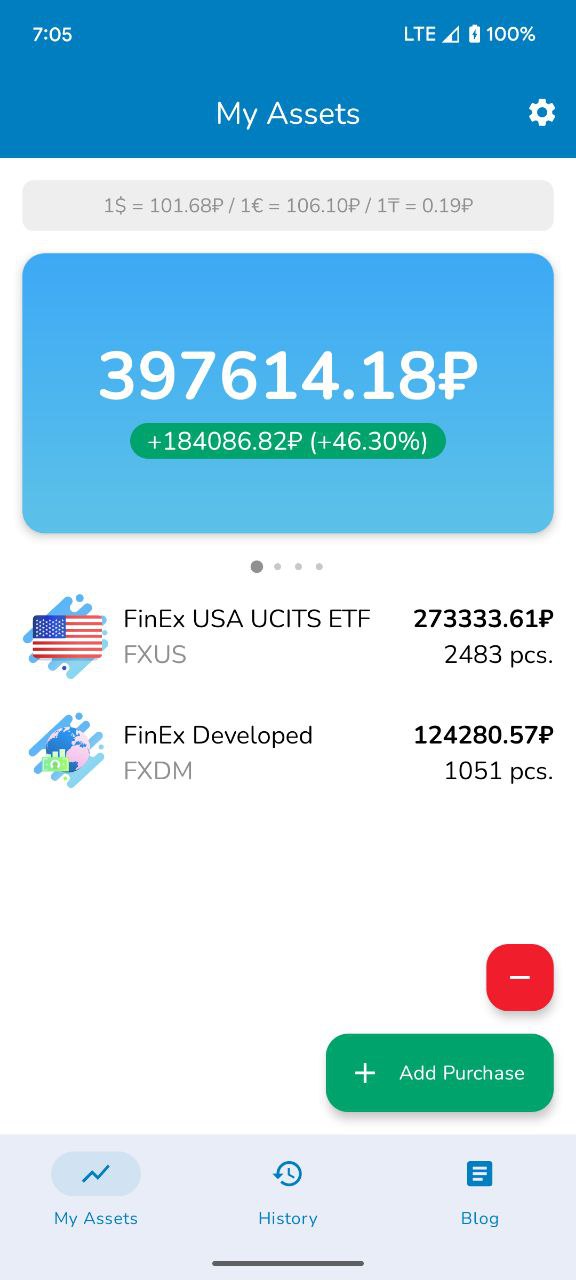 7:05 LTE 100%
My Assets
1$ = 101.68₽ / 1€ = 106.10₽ / 1₸ = 0.19₽
397614.18₽
+184086.82₽ (+46.30%)
FinEx USA UCITS ETF 273333.61₽
FXUS 2483 pcs.
FinEx Developed 124280.57₽
FXDM 1051 pcs.
Add Purchase
My Assets History Blog